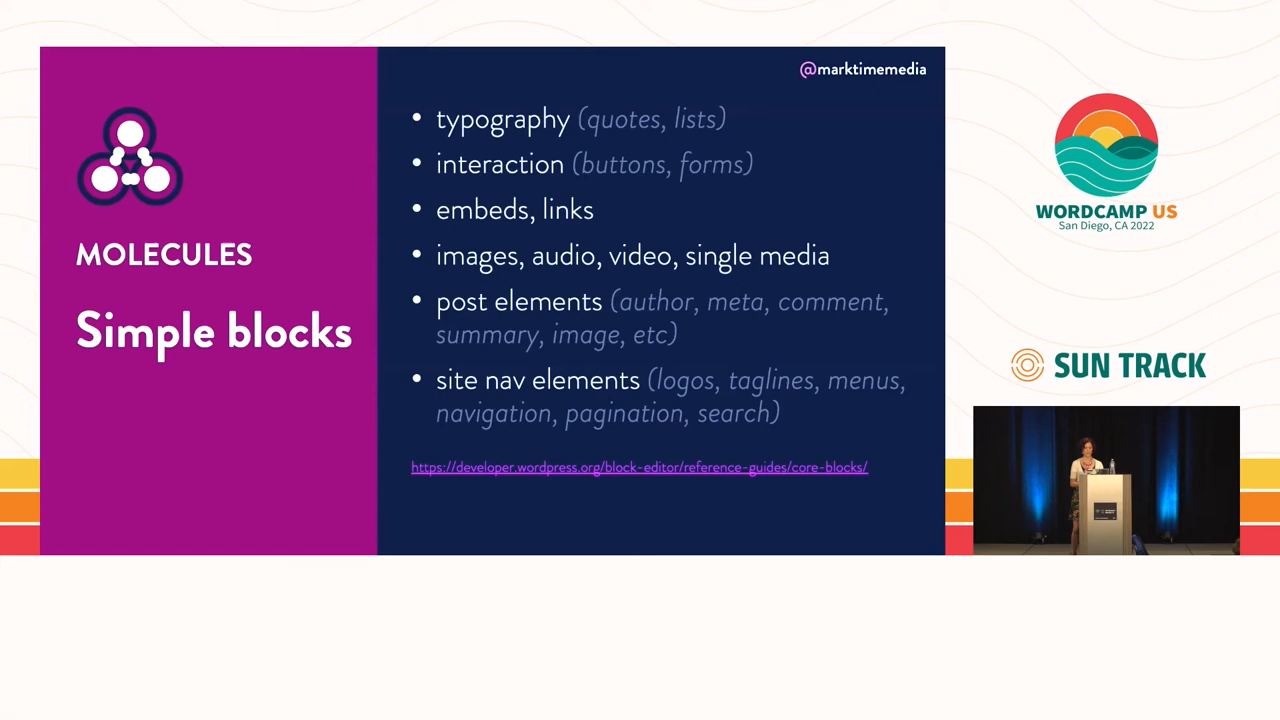 @marktimemedia
MOLECULES
Simple blocks
• typography (quotes, lists)
• interaction (buttons, forms)
• embeds, links
• images, audio, video, single media
• post elements (author, meta, comment,
summary, image, etc)
• site nav elements (logos, taglines, menus,
navigation, pagination, search)
https://developer.wordpress.org/block-editor/reference-guides/core-blocks/
WORDCAMP US
San Diego, CA 2022
SUN TRACK